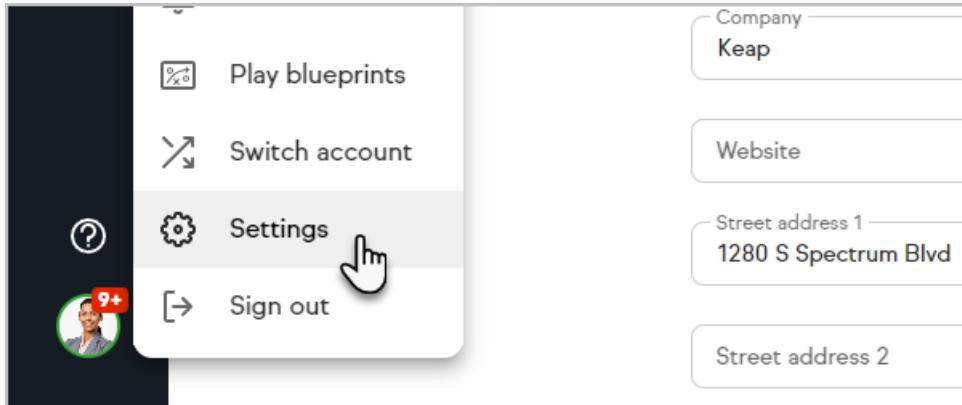 Play blueprints
Switch account
Settings
Sign out
?
9+
Company
Keap
Website
Street address 1
1280 S Spectrum Blvd
Street address 2